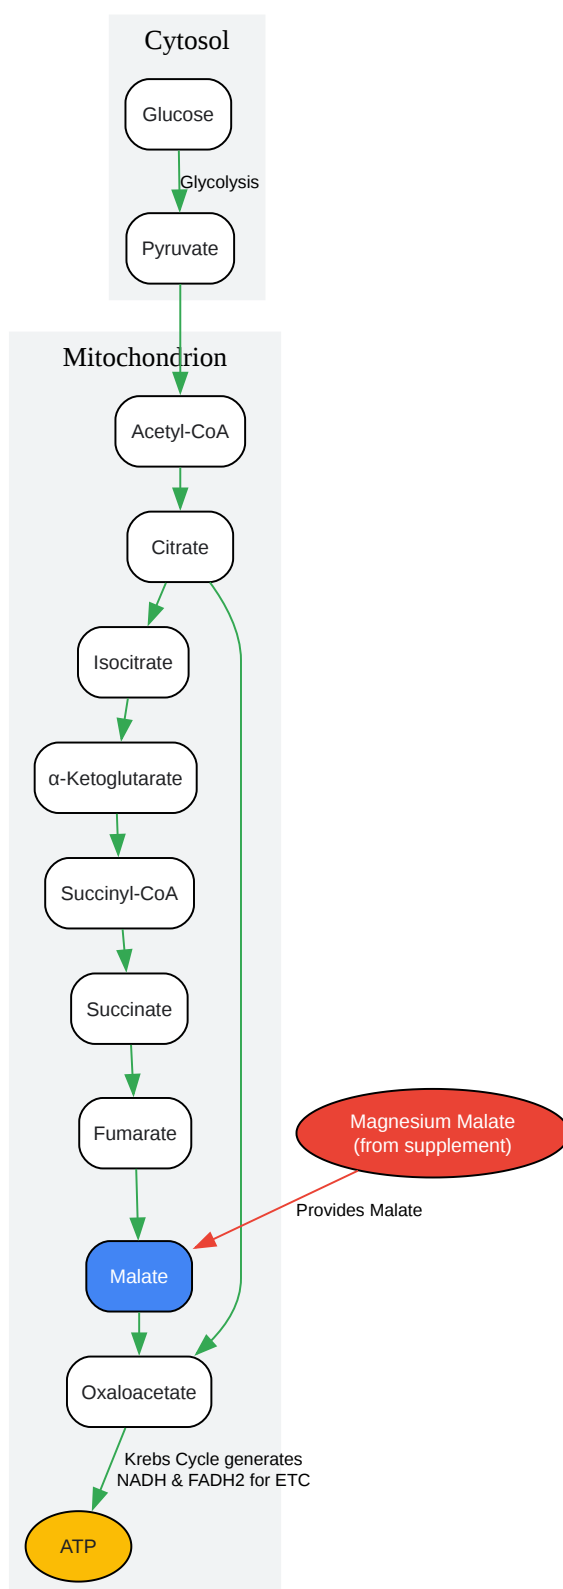 Cytosol
Glucose
Glycolysis
Pyruvate
Mitochondrion
Acetyl-CoA
Citrate
Isocitrate
α-Ketoglutarate
Succinyl-CoA
Succinate
Fumarate
Magnesium Malate
(from supplement)
Provides Malate
Malate
Oxaloacetate
Krebs Cycle generates
NADH & FADH2 for ETC
ATP